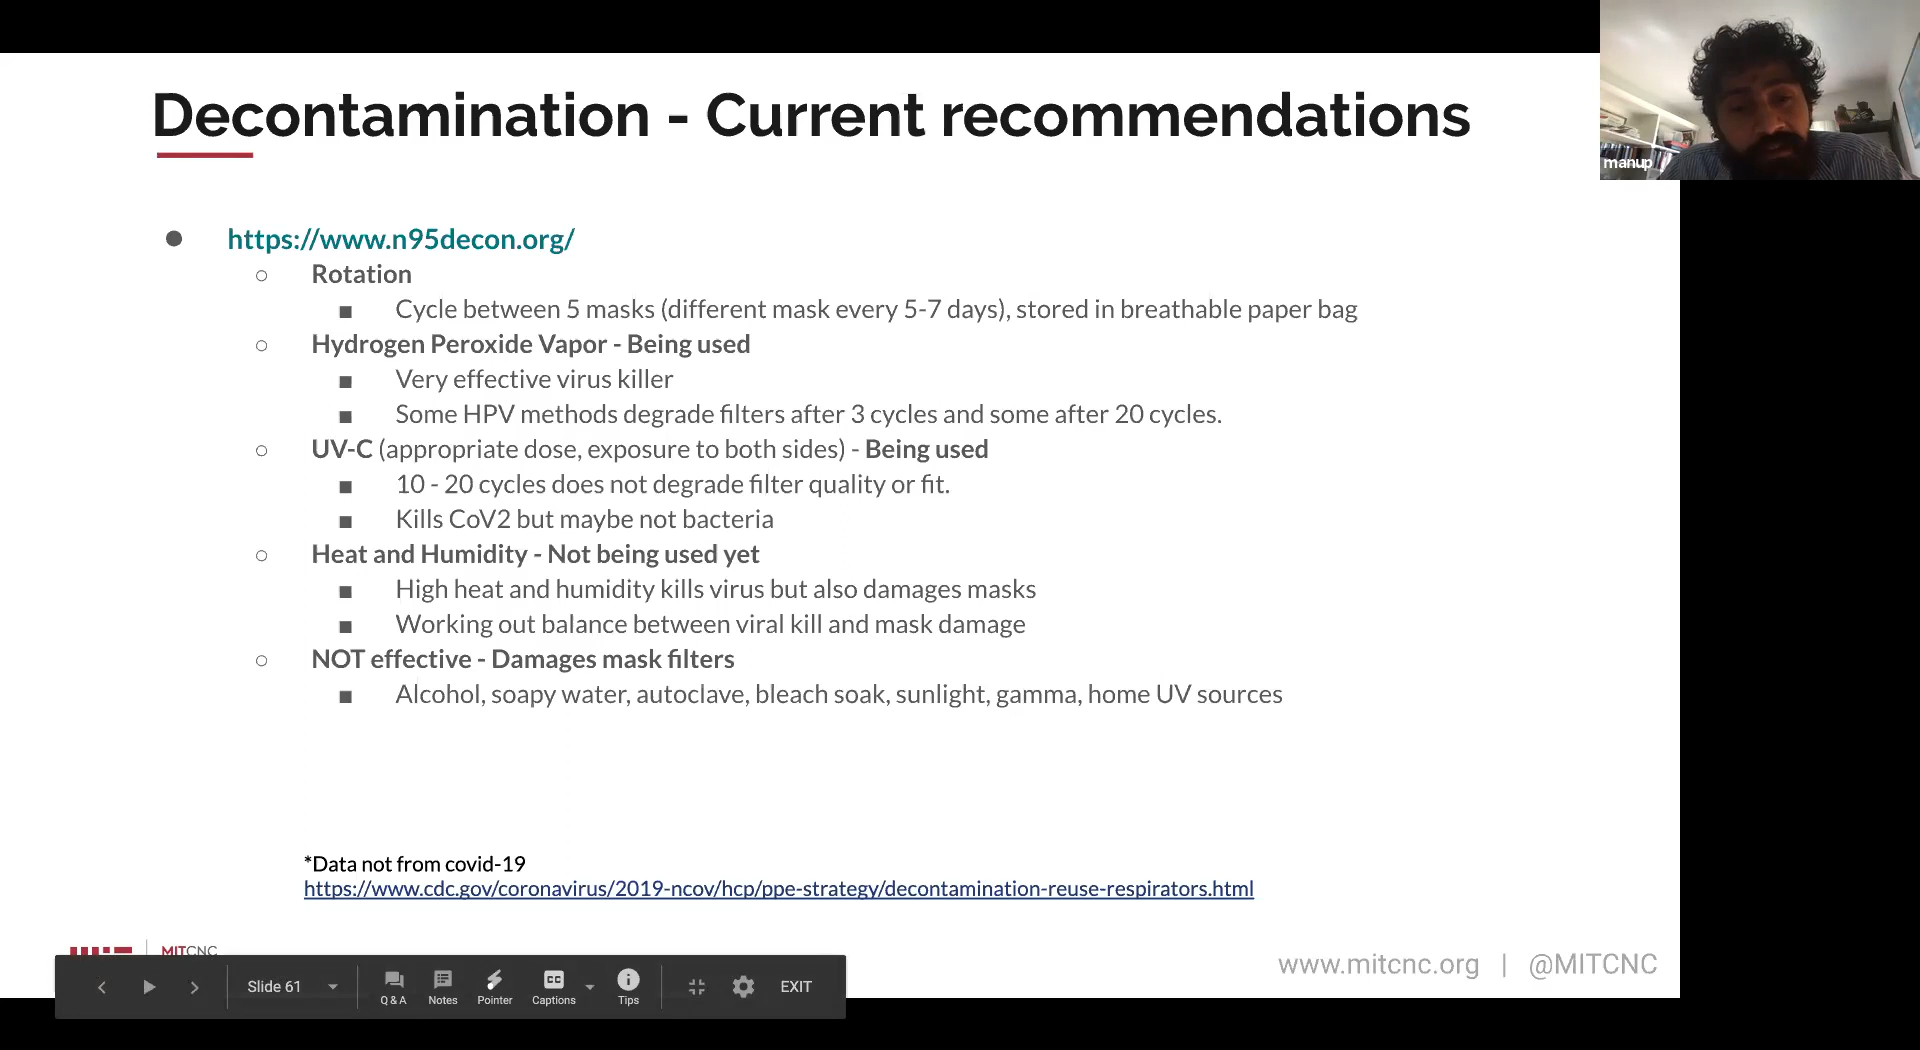 Decontamination - Current recommendations
manup
https://www.n95decon.org/
Rotation
Cycle between 5 masks (different mask every 5-7 days), stored in breathable paper bag
Hydrogen Peroxide Vapor - Being used
Very effective virus killer
Some HPV methods degrade filters after 3 cycles and some after 20 cycles.
UV-C (appropriate dose, exposure to both sides) - Being used
10 - 20 cycles does not degrade filter quality or fit.
Kills CoV2 but maybe not bacteria
Heat and Humidity - Not being used yet
High heat and humidity kills virus but also damages masks
Working out balance between viral kill and mask damage
NOT effective - Damages mask filters
Alcohol, soapy water, autoclave, bleach soak, sunlight, gamma, home UV sources
*Data not from covid-19
https://www.cdc.gov/coronavirus/2019-ncov/hcp/ppe-strategy/decontamination-reuse-respirators.html
MITCNC
www.mitcnc.org | @MITCNC
Slide 61
Q & A
Notes
Pointer
CC
Captions
Tips
EXIT